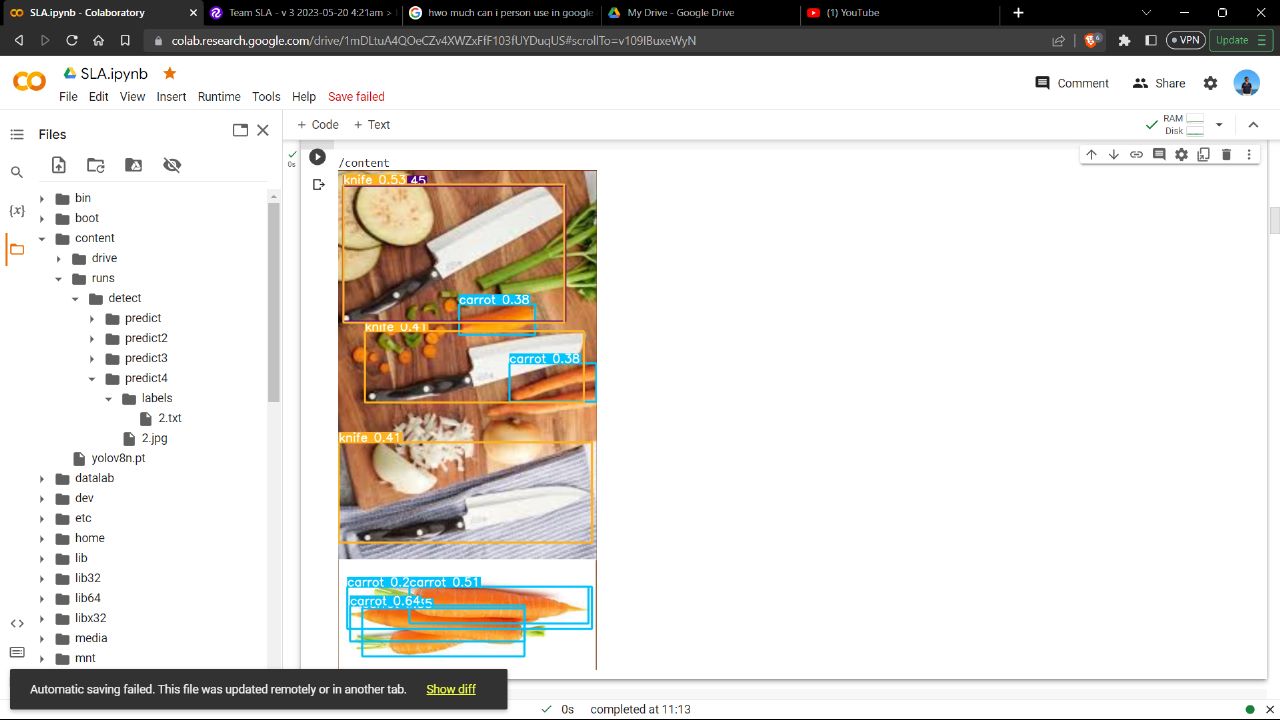 SLA.ipynb - Colaboratory
Team SLA - v 3 2023-05-20 4:21am >
hwo much can i person use in google
My Drive - Google Drive
(1) YouTube
colab.research.google.com/drive/1mDLtuA4QOeCZv4XWZxFfF103fUYDuqUS#scrollTo=v109IBuxeWyN
6
VPN
Update
SLA.ipynb
File Edit View Insert Runtime Tools Help Save failed
Comment
Share
Files
+ Code + Text
RAM
Disk
{x}
bin
boot
content
drive
runs
detect
predict
predict2
predict3
predict4
labels
2.txt
2.jpg
yolov8n.pt
datalab
dev
etc
home
lib
lib32
lib64
libx32
media
mnt
0s
/content
knife 0.53 45
carrot 0.38
knife 0.41
carrot 0.38
knife 0.41
carrot 0.2
carrot 0.51
carrot 0.64
Automatic saving failed. This file was updated remotely or in another tab. Show diff
0s completed at 11:13